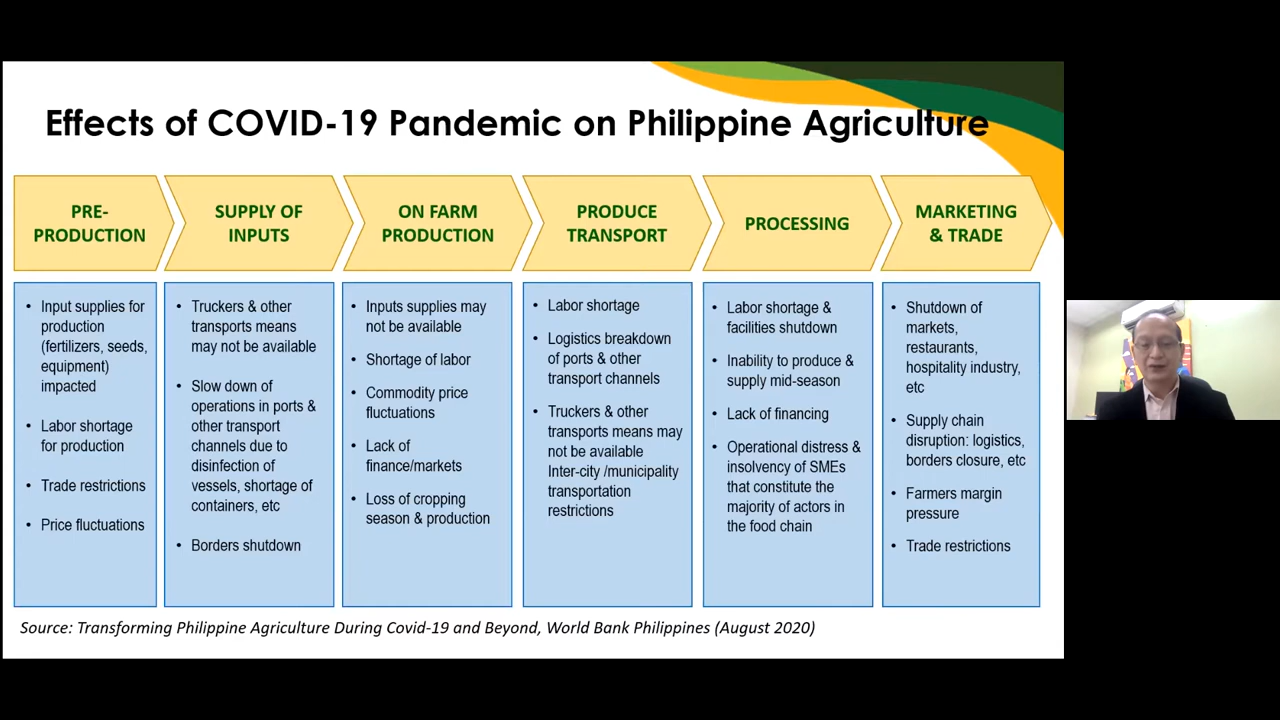 Effects of COVID-19 Pandemic on Philippine Agriculture
PRE-
PRODUCTION
SUPPLY OF
INPUTS
ON FARM
PRODUCTION
PRODUCE
TRANSPORT
PROCESSING
MARKETING
& TRADE
• Input supplies for
production
(fertilizers, seeds,
equipment)
impacted
• Labor shortage
for production
• Trade restrictions
• Price fluctuations
• Truckers & other
transports means
may not be available
• Slow down of
operations in ports &
other transport
channels due to
disinfection of
vessels, shortage of
containers, etc
• Borders shutdown
• Inputs supplies may
not be available
• Shortage of labor
• Commodity price
fluctuations
• Lack of
finance/markets
• Loss of cropping
season & production
• Labor shortage
• Logistics breakdown
of ports & other
transport channels
• Truckers & other
transports means may
not be available
Inter-city /municipality
transportation
restrictions
• Labor shortage &
facilities shutdown
• Inability to produce &
supply mid-season
• Lack of financing
• Operational distress &
insolvency of SMEs
that constitute the
majority of actors in
the food chain
• Shutdown of
markets,
restaurants,
hospitality industry,
etc
• Supply chain
disruption: logistics,
borders closure, etc
• Farmers margin
pressure
• Trade restrictions
Source: Transforming Philippine Agriculture During Covid-19 and Beyond, World Bank Philippines (August 2020)